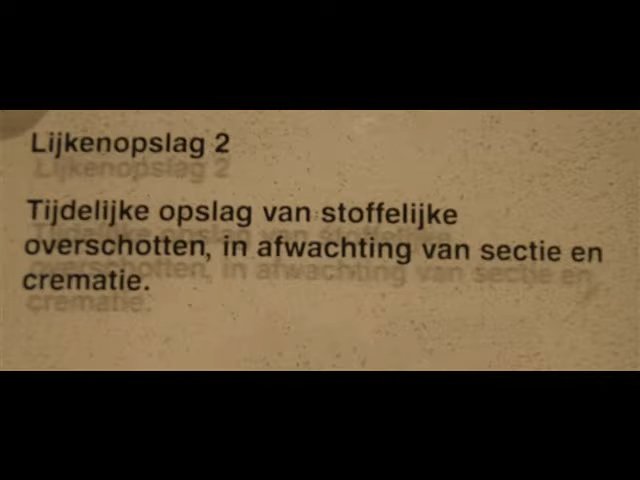 Lijkenopslag 2
Tijdelijke opslag van stoffelijke
overschotten, in afwachting van sectie en
crematie.